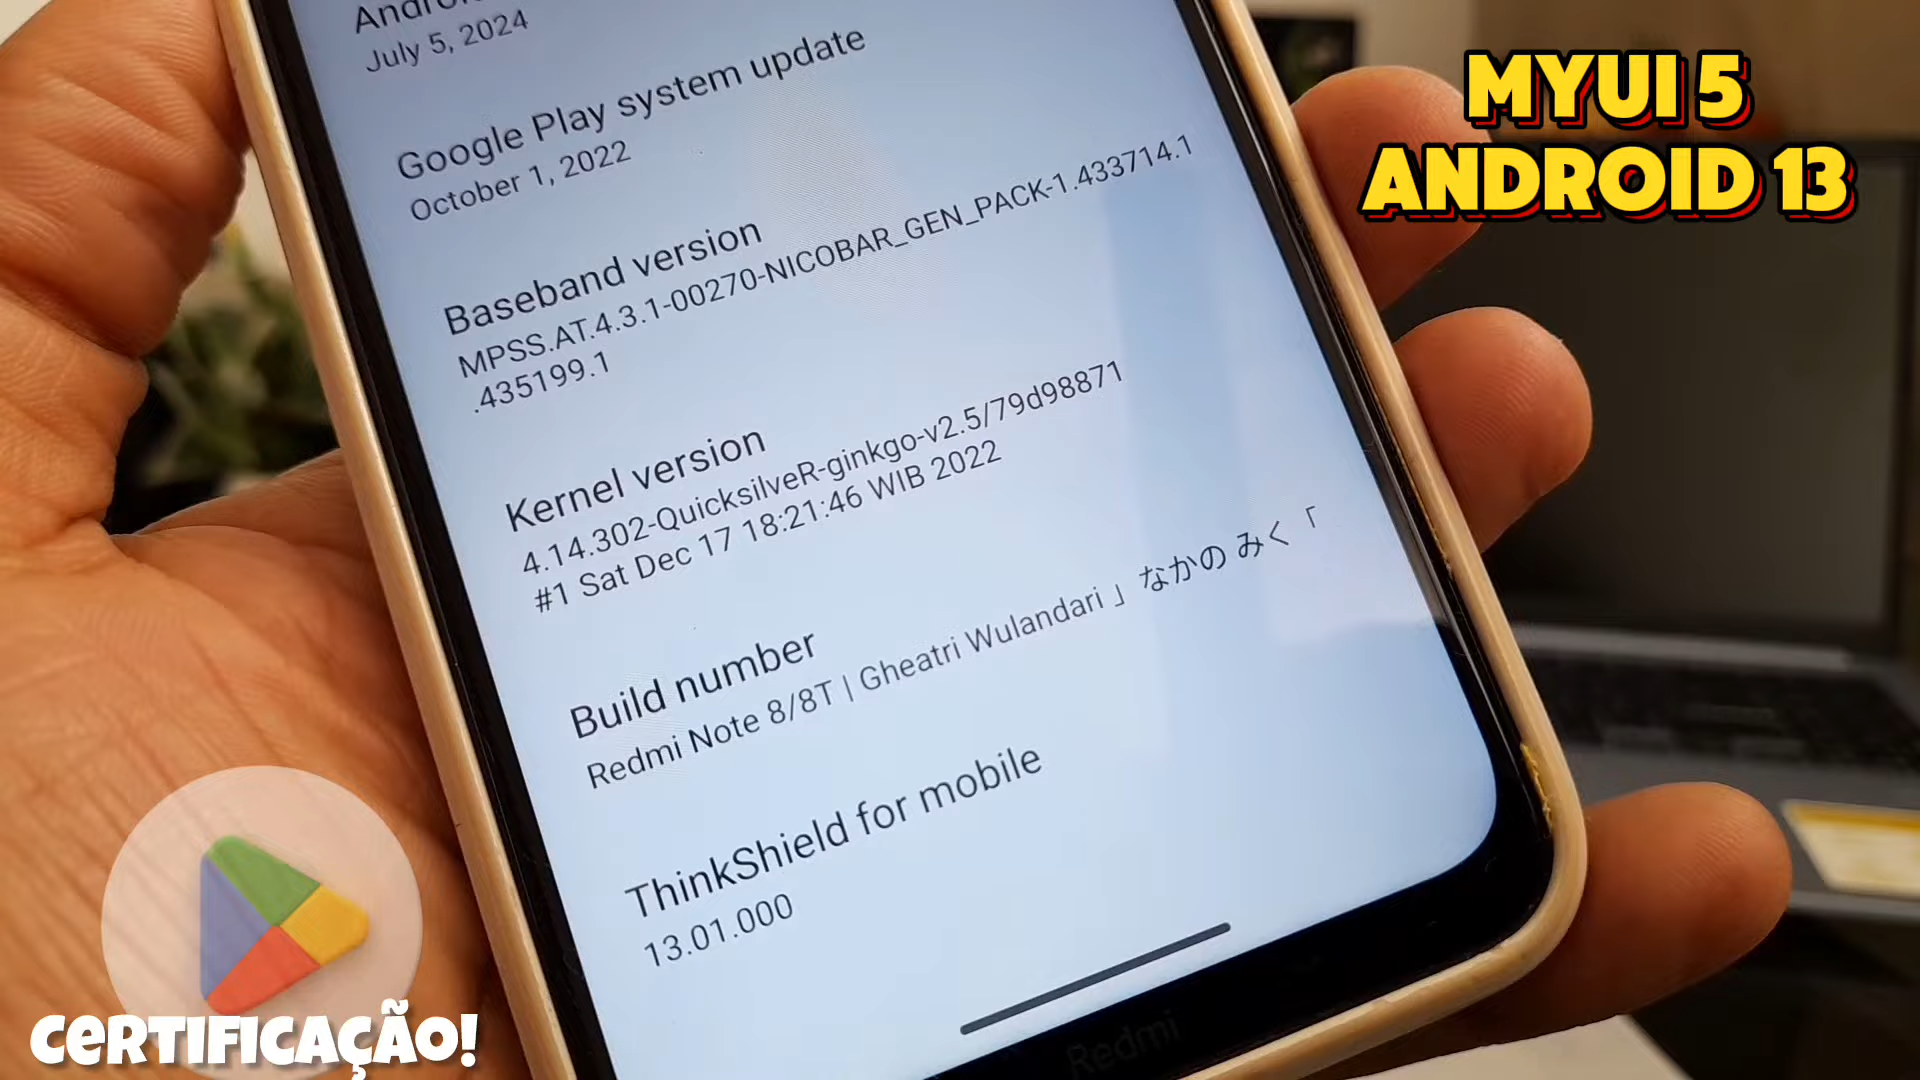 Android
July 5, 2024
Google Play system update
October 1, 2022
Baseband version
MPSS.AT.4.3.1-00270-NICOBAR_GEN_PACK-1.433714.1
.435199.1
Kernel version
4.14.302-QuicksilveR-ginkgo-v2.5/79d98871
#1 Sat Dec 17 18:21:46 WIB 2022
Build number
Redmi Note 8/8T | Gheatri Wulandari 」なかの みく「
ThinkShield for mobile
13.01.000
Redmi
MYUI 5
ANDROID 13
CERTIFICAÇÃO!